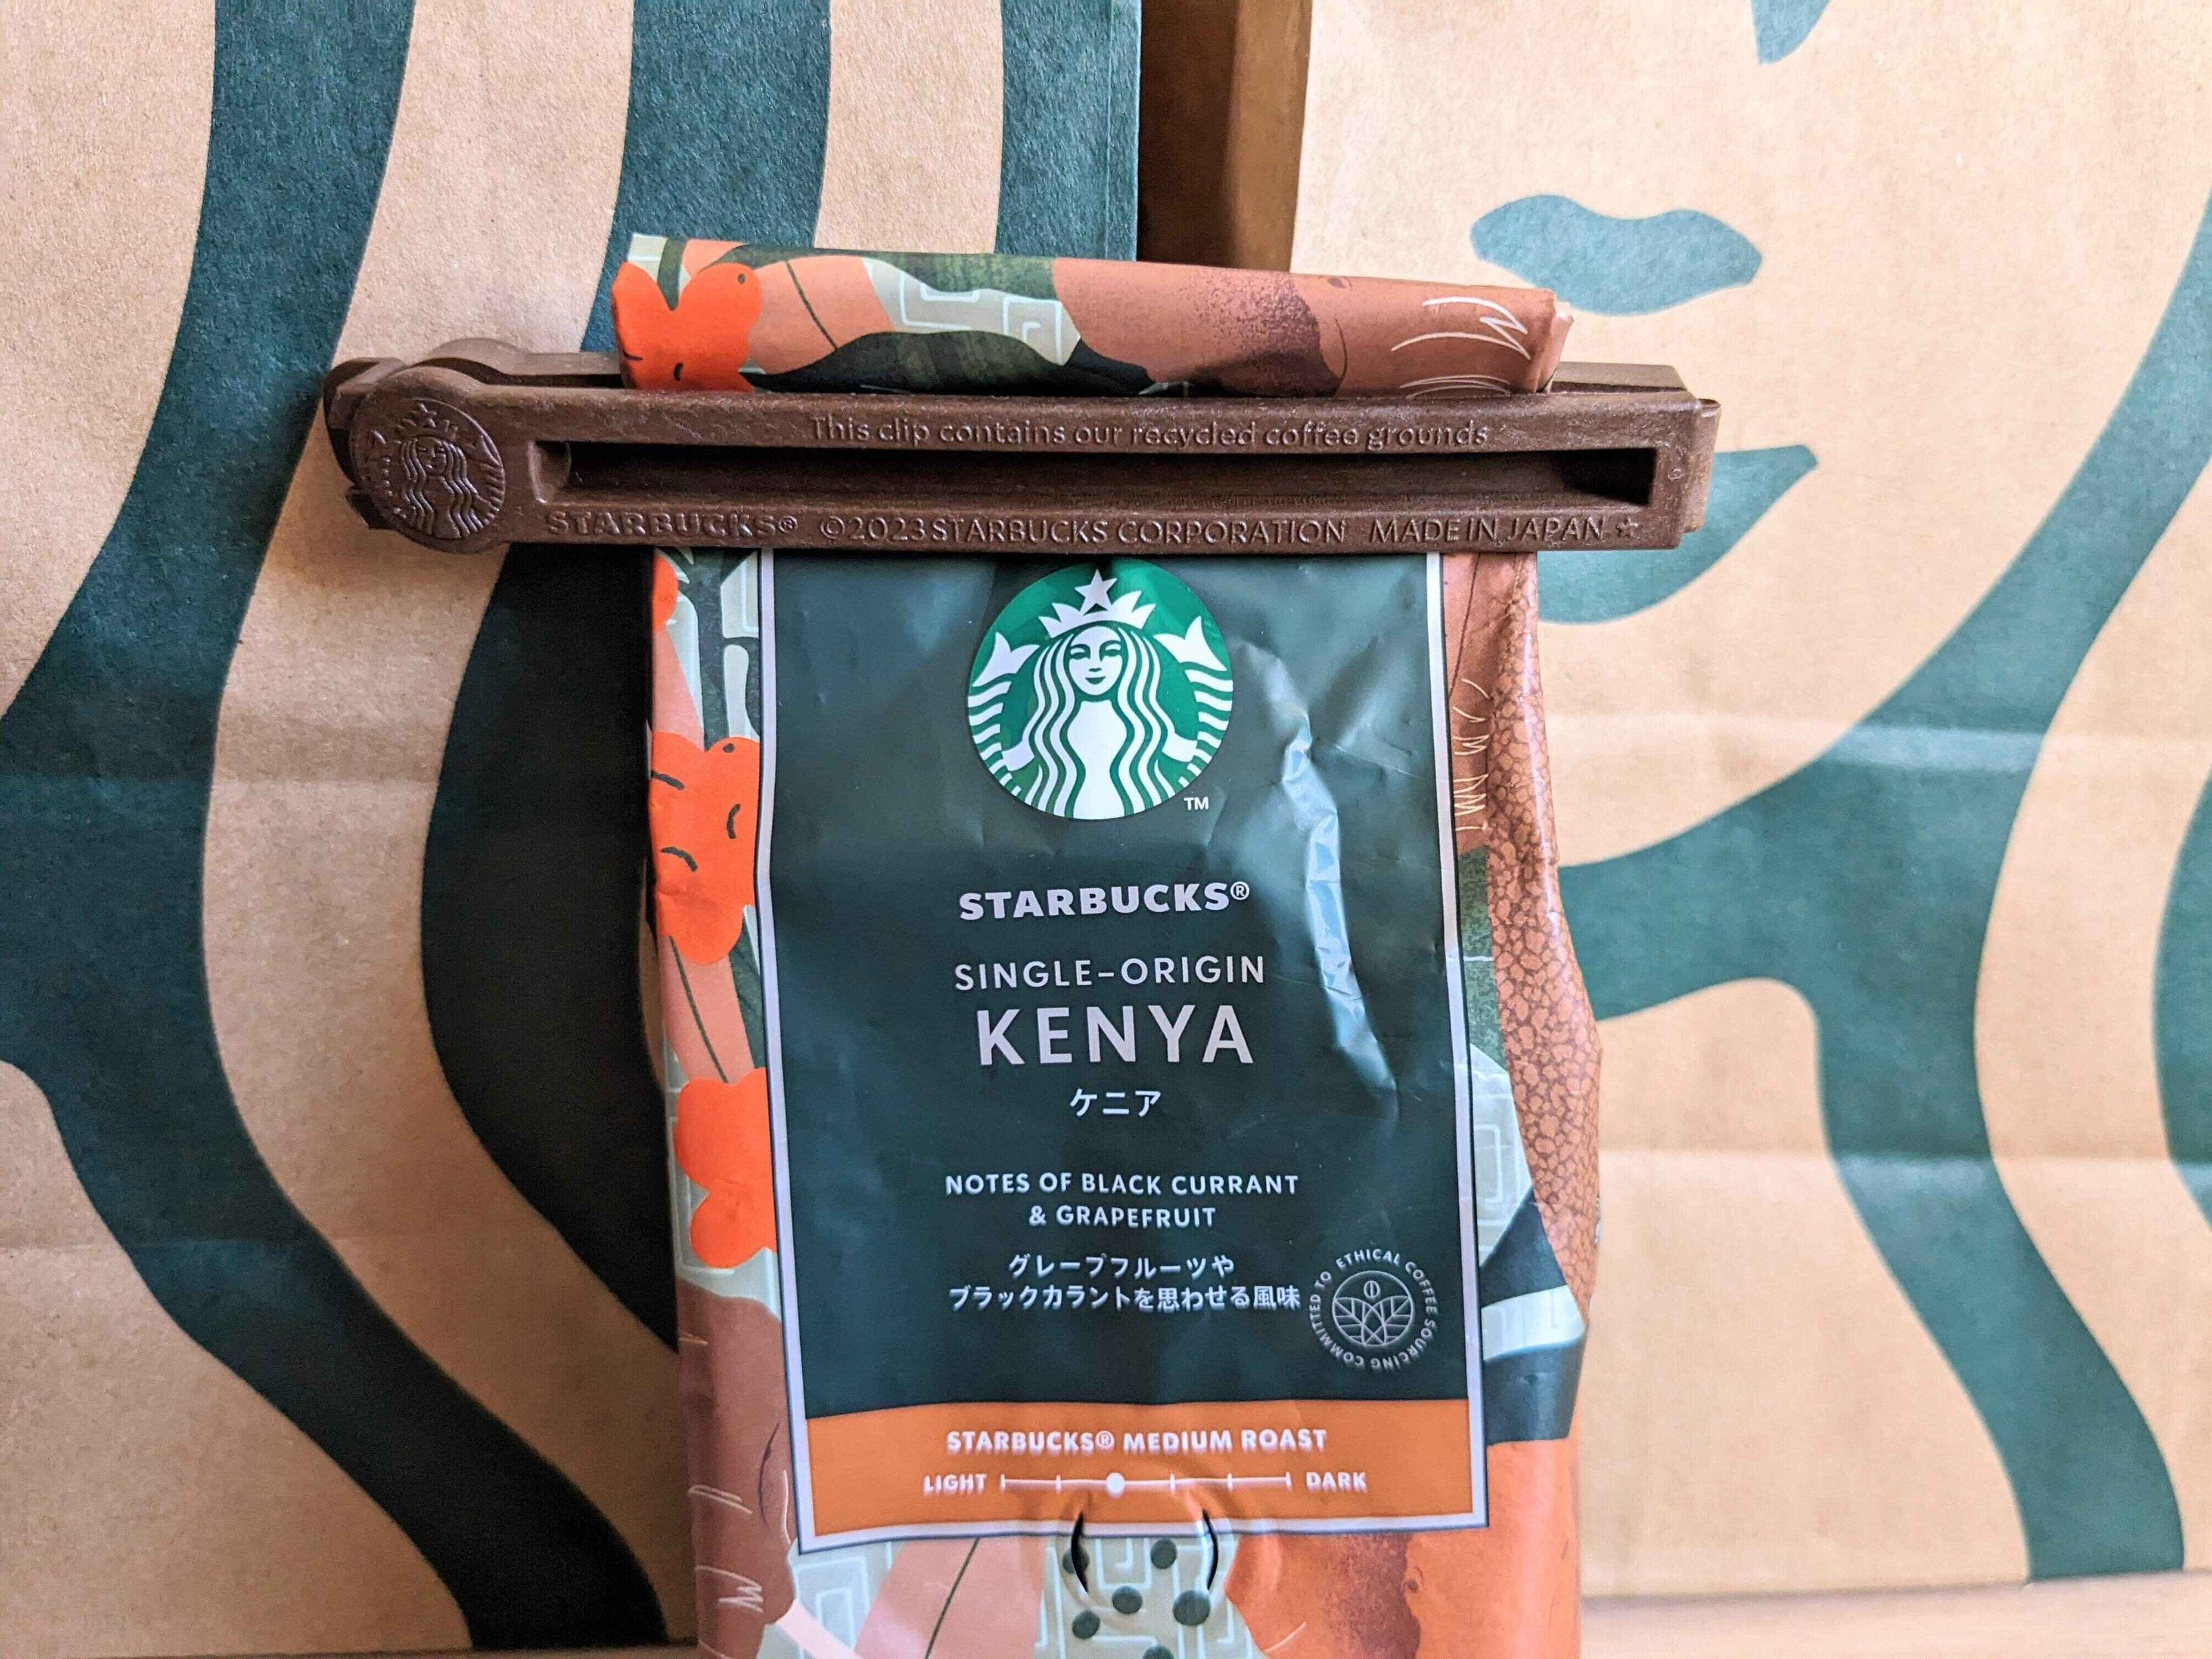 This clip contains our recycled coffee grounds
STARBUCKS® ©2023 STARBUCKS CORPORATION MADE IN JAPAN
TM
STARBUCKS®
SINGLE-ORIGIN
KENYA
ケニア
NOTES OF BLACK CURRANT
& GRAPEFRUIT
グレープフルーツや
ブラックカラントを思わせる風味
COMMITTED TO ETHICAL COFFEE SOURCING
STARBUCKS® MEDIUM ROAST
LIGHT DARK